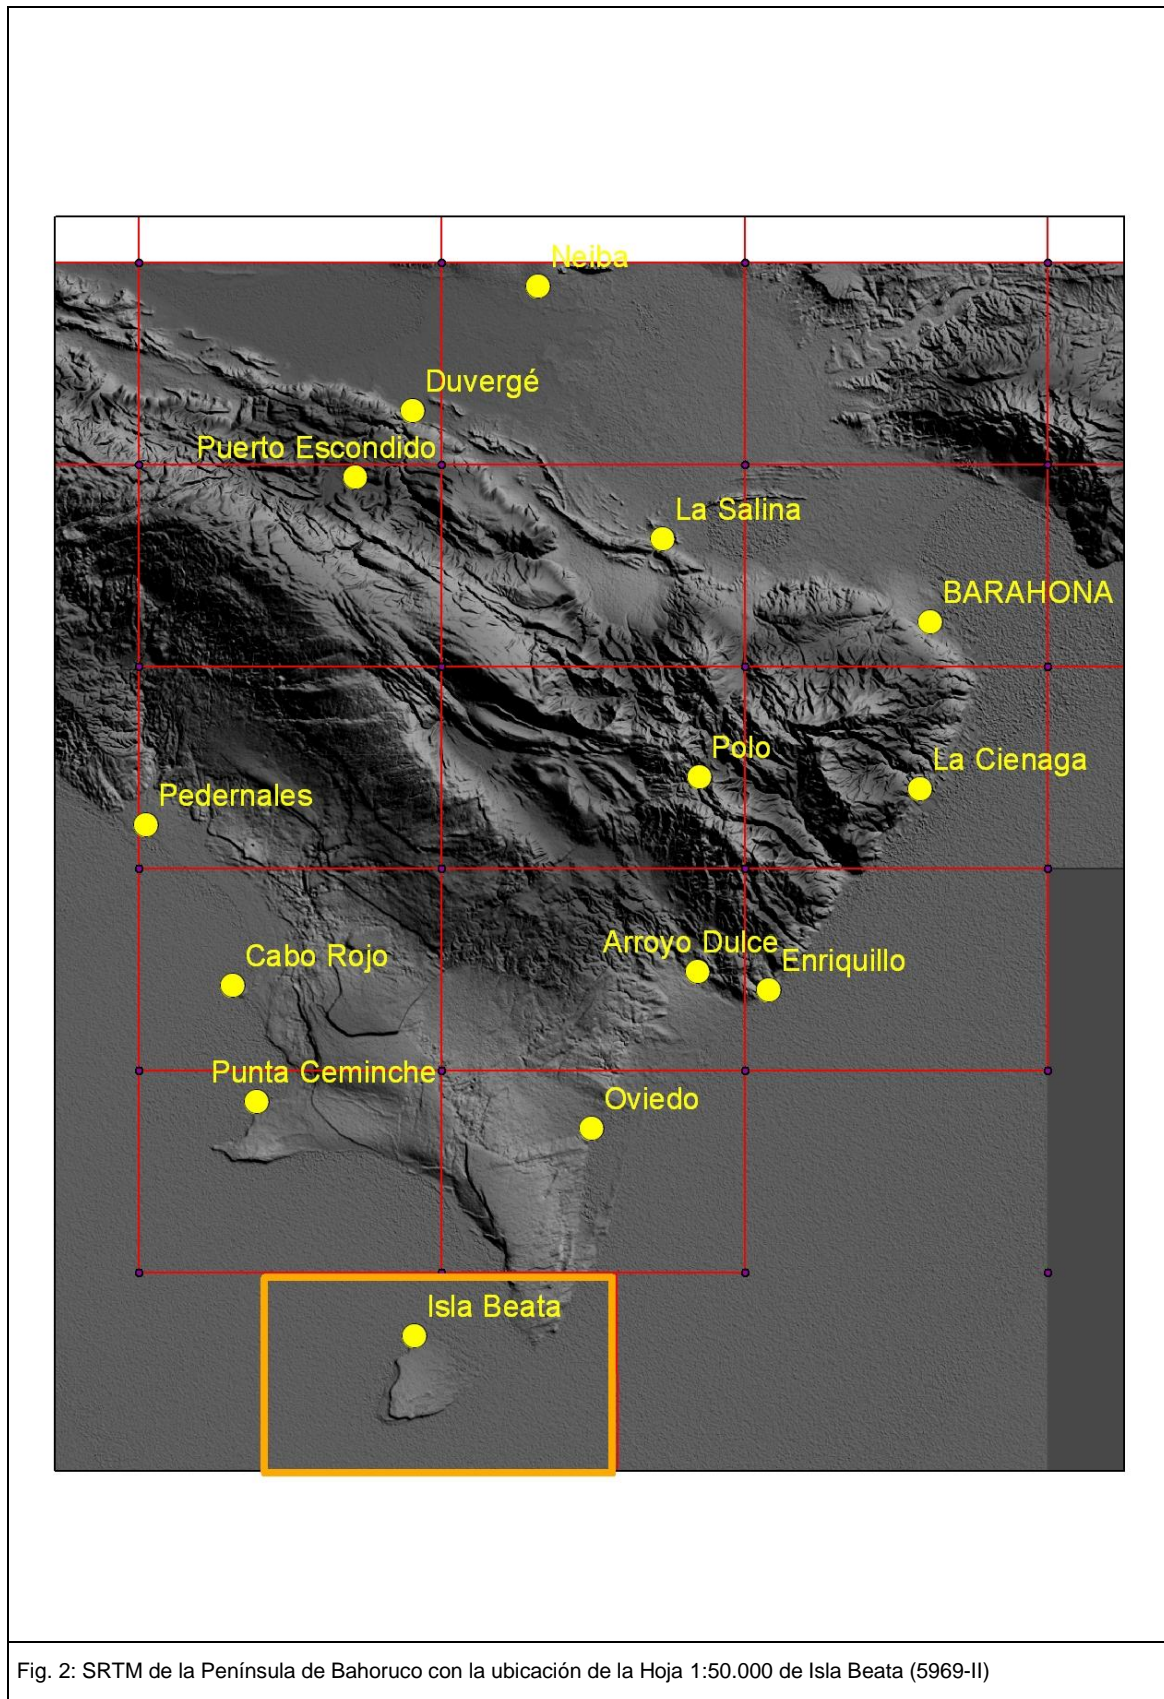 Neiba
Duvergé
Puerto Escondido
La Salina
BARAHONA
Polo
La Cienaga
Pedernales
Arroyo Dulce
Cabo Rojo
Enriquillo
Punta Ceminche
Oviedo
Isla Beata
Fig. 2: SRTM de la Península de Bahoruco con la ubicación de la Hoja 1:50.000 de Isla Beata (5969-II)